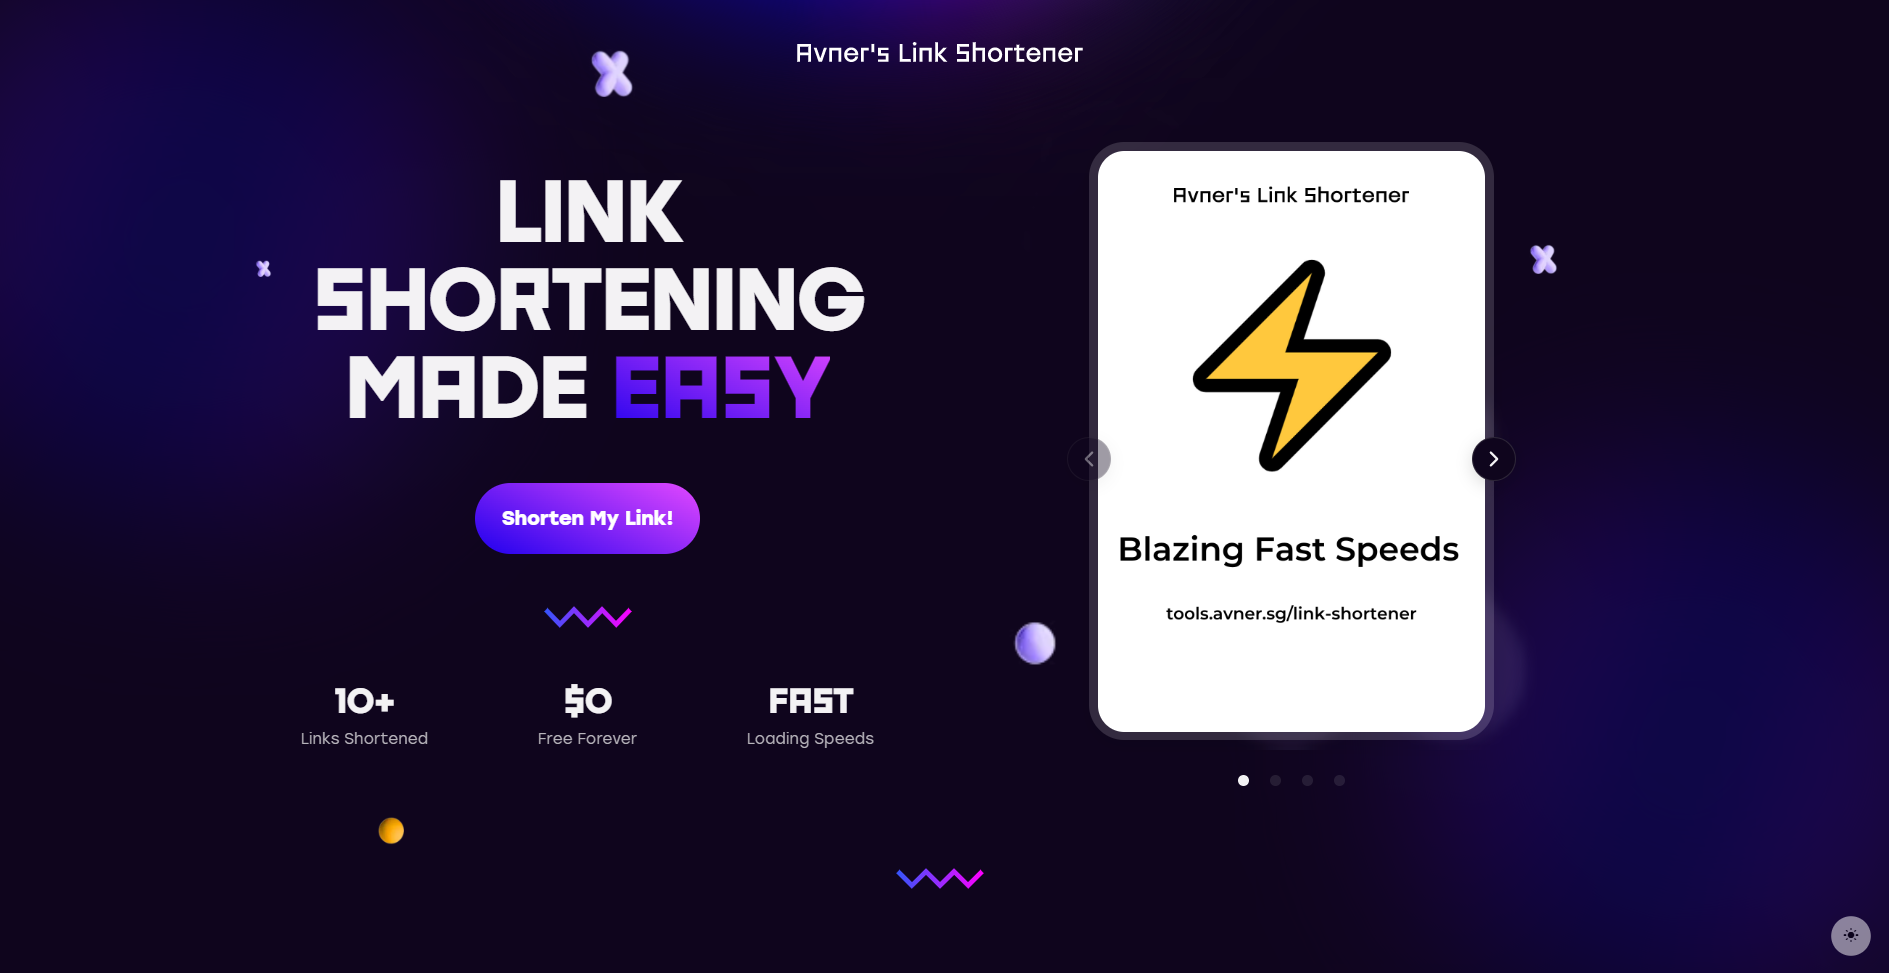 Avner's Link Shortener
LINK
SHORTENING
MADE EASY
Shorten My Link!
10+
Links Shortened
$0
Free Forever
FAST
Loading Speeds
Avner's Link Shortener
Blazing Fast Speeds
tools.avner.sg/link-shortener